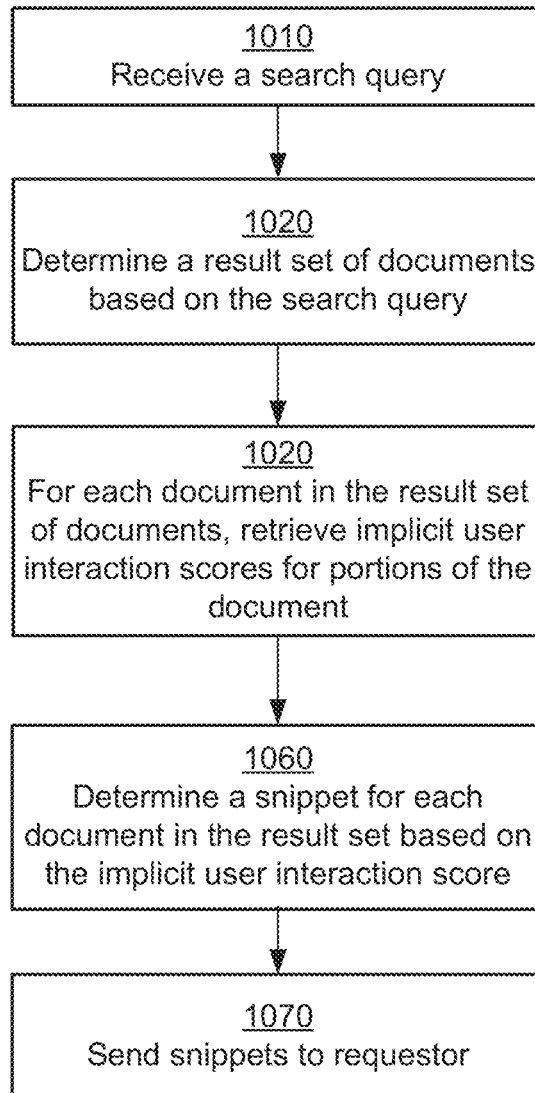 1010
Receive a search query
1020
Determine a result set of documents
based on the search query
1020
For each document in the result set
of documents, retrieve implicit user
interaction scores for portions of the
document
1060
Determine a snippet for each
document in the result set based on
the implicit user interaction score
1070
Send snippets to requestor